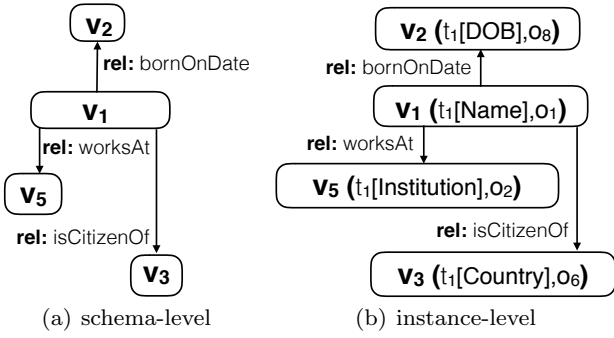 v2
rel: bornOnDate
v1
rel: worksAt
v5
rel: isCitizenOf
v3
(a) schema-level
v2 (t1[DOB],o8)
rel: bornOnDate
v1 (t1[Name],o1)
rel: worksAt
v5 (t1[Institution],o2)
rel: isCitizenOf
v3 (t1[Country],o6)
(b) instance-level